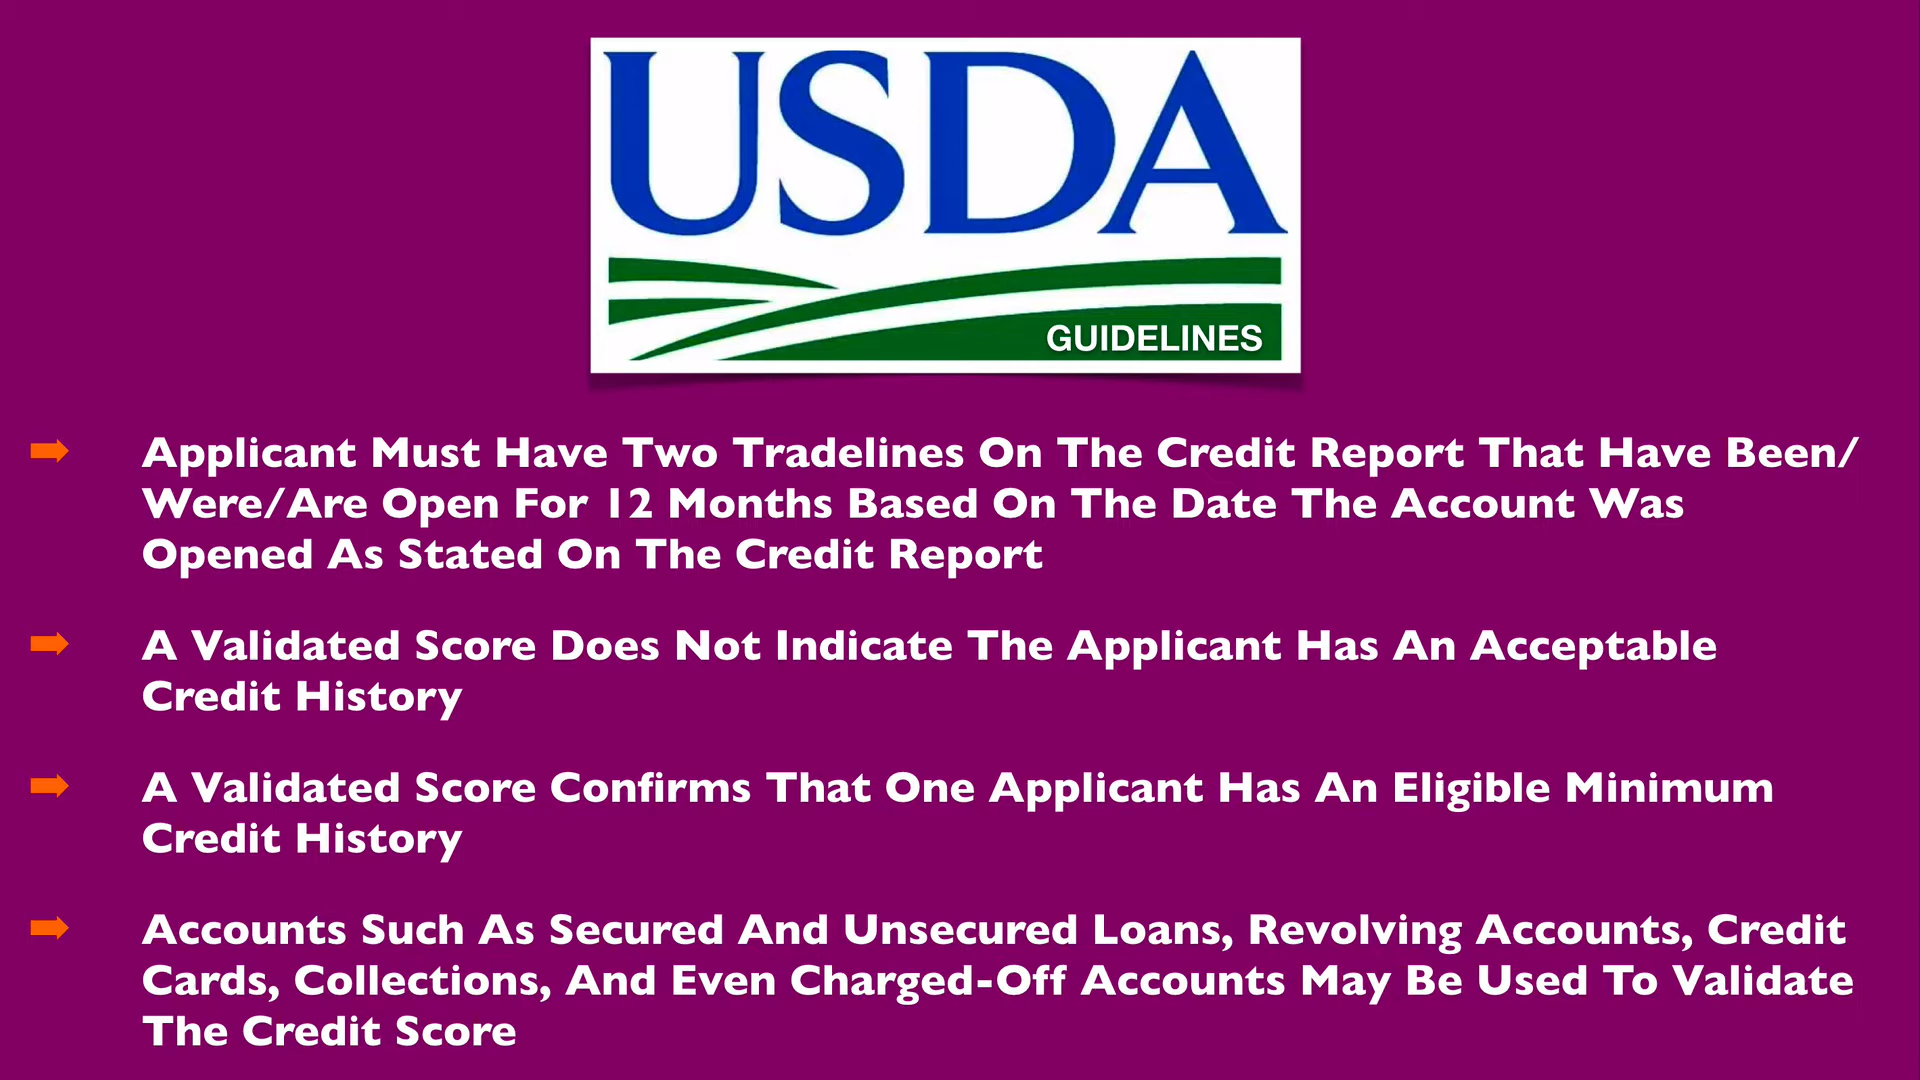 USDA
GUIDELINES
Applicant Must Have Two Tradelines On The Credit Report That Have Been/
Were/Are Open For 12 Months Based On The Date The Account Was
Opened As Stated On The Credit Report
A Validated Score Does Not Indicate The Applicant Has An Acceptable
Credit History
A Validated Score Confirms That One Applicant Has An Eligible Minimum
Credit History
Accounts Such As Secured And Unsecured Loans, Revolving Accounts, Credit
Cards, Collections, And Even Charged-Off Accounts May Be Used To Validate
The Credit Score